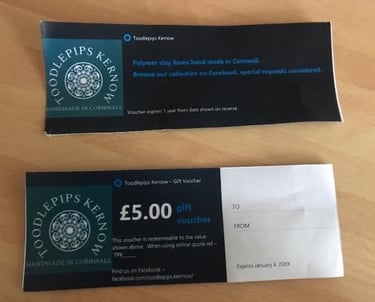 TOODLEPIPS KERNOW
HANDMADE IN CORNWALL
Toodlepips Kernow
Polymer clay items hand made in Cornwall.
Browse our collection on Facebook, special requests considered.
Voucher expires 1 year from date shown on reverse.
TOODLEPIPS KERNOW
HANDMADE IN CORNWALL
Toodlepips Kernow – Gift Voucher
£5.00 gift
voucher
This voucher is redeemable to the value
shown above. When using online quote ref –
TPK_____
Find us on Facebook –
facebook.com/toodlepips.kernow/
TO
FROM
Expires January 4, 20XX